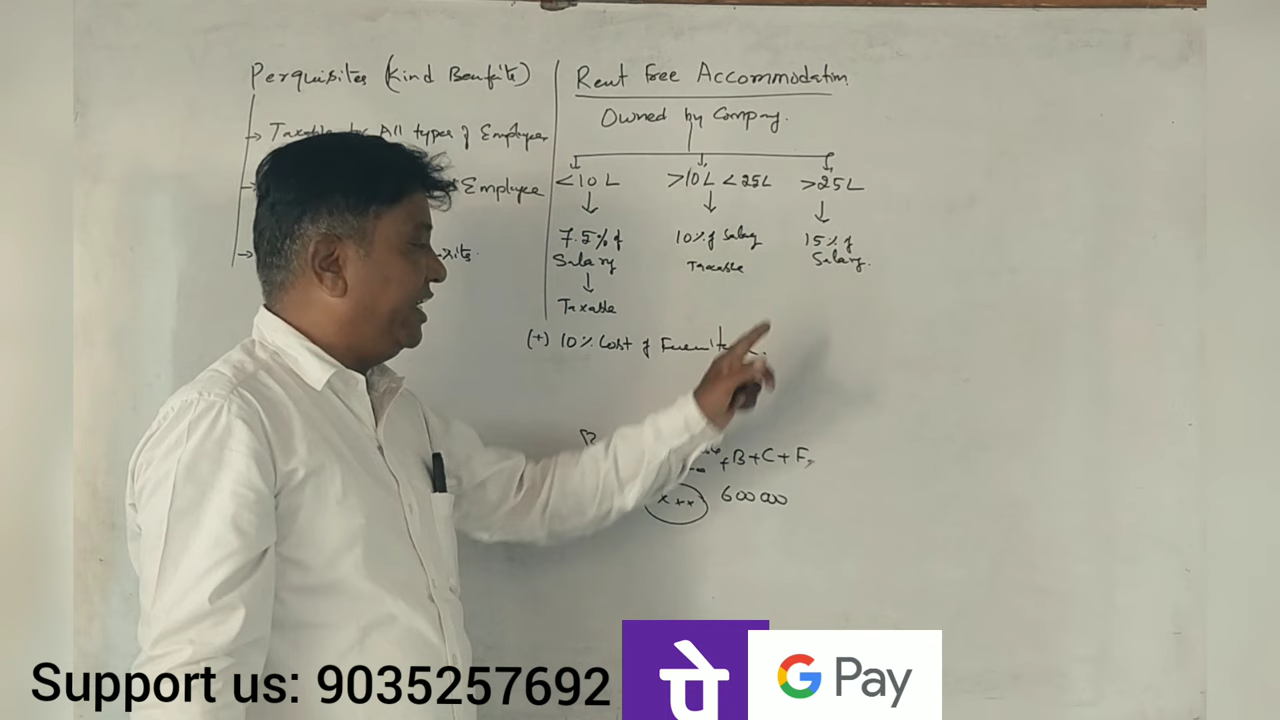 Perquisites (Kind Benefits)
→ Taxable for All types of Employee
→ Employee
→
Rent Free Accommodation
Owned by Company.
<10 L >10L <25L >25L
7.5% of 10% of Salary 15% of
Salary Taxable Salary.
Taxable
(+) 10% Cost of
+B+C+F,
x x x 600000
Support us: 9035257692
पे
G Pay